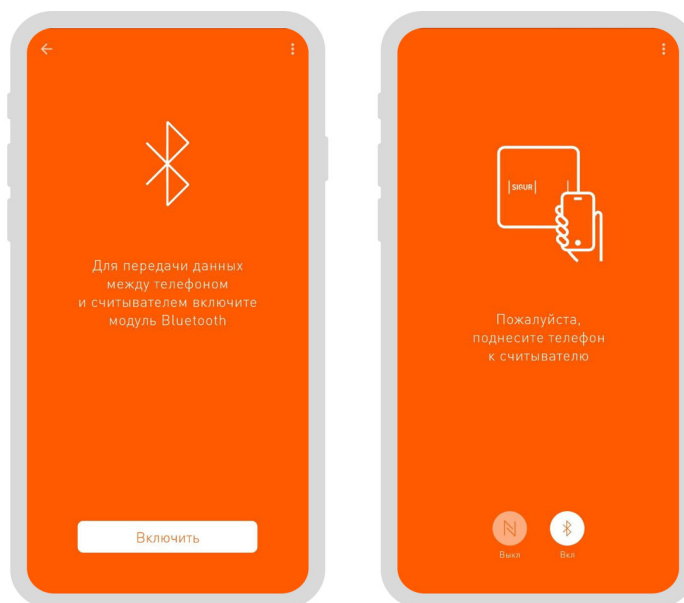 Для передачи данных
между телефоном
и считывателем включите
модуль Bluetooth
Включить
|SIGUR|
Пожалуйста,
поднесите телефон
к считывателю
Выкл
Вкл